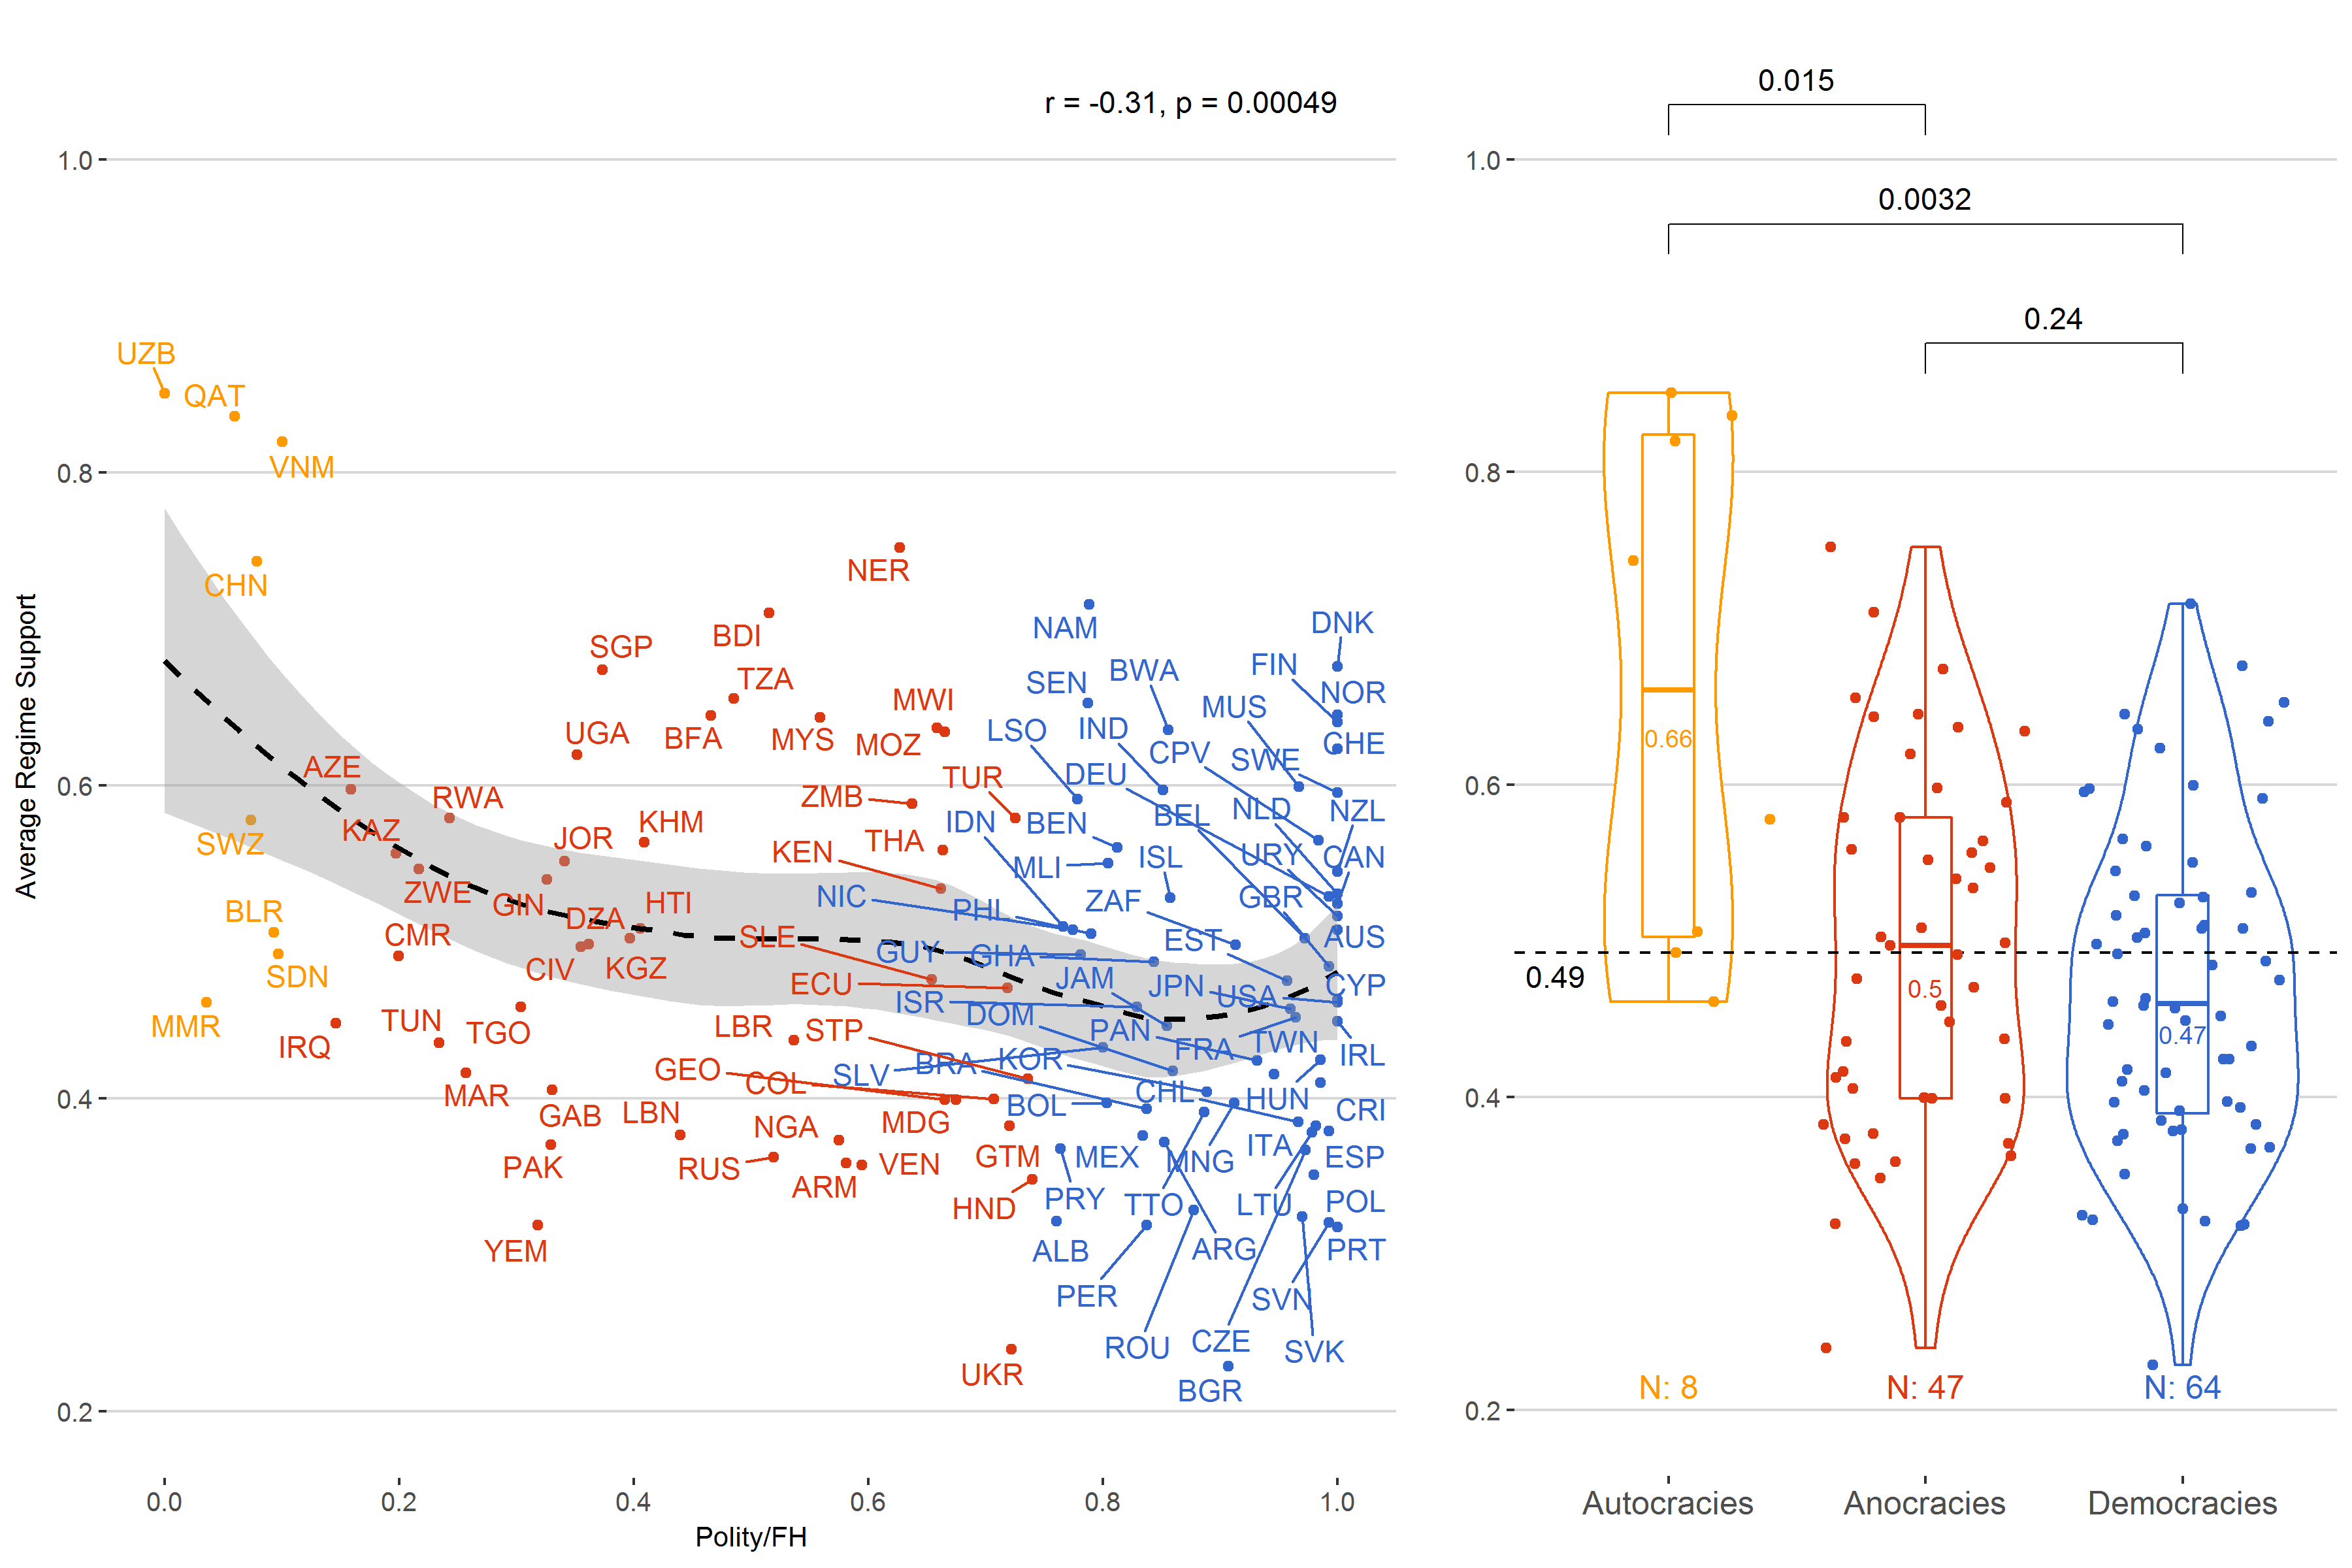 r = -0.31, p = 0.00049
1.0
0.8
0.6
0.4
0.2
Average Regime Support
0.0
0.2
0.4
0.6
0.8
1.0
Polity/FH
UZB
QAT
VNM
CHN
NER
SGP
BDI
TZA
UGA
BFA
MYS
MWI
MOZ
NAM
DNK
SEN
BWA
FIN
NOR
LSO
IND
MUS
CPV
SWE
CHE
AZE
RWA
ZMB
TUR
DEU
SWZ
KAZ
JOR
KHM
THA
KEN
IDN
BEN
BEL
NLD
NZL
MLI
ISL
URY
CAN
ZWE
GIN
DZA
HTI
NIC
PHL
ZAF
GBR
BLR
CMR
SLE
GUY
GHA
EST
AUS
SDN
CIV
KGZ
ECU
ISR
JAM
JPN
USA
CYP
MMR
IRQ
TUN
TGO
LBR
STP
DOM
PAN
FRA
TWN
IRL
MAR
GAB
GEO
COL
SLV
BRA
KOR
CHL
HUN
CRI
LBN
NGA
MDG
BOL
PAK
RUS
ARM
VEN
GTM
MEX
MNG
ITA
ESP
YEM
HND
PRY
TTO
LTU
POL
ALB
ARG
PRT
PER
SVN
ROU
CZE
SVK
UKR
BGR
0.015
0.0032
0.24
1.0
0.8
0.6
0.4
0.2
0.66
0.49
0.5
0.47
N: 8
N: 47
N: 64
Autocracies
Anocracies
Democracies